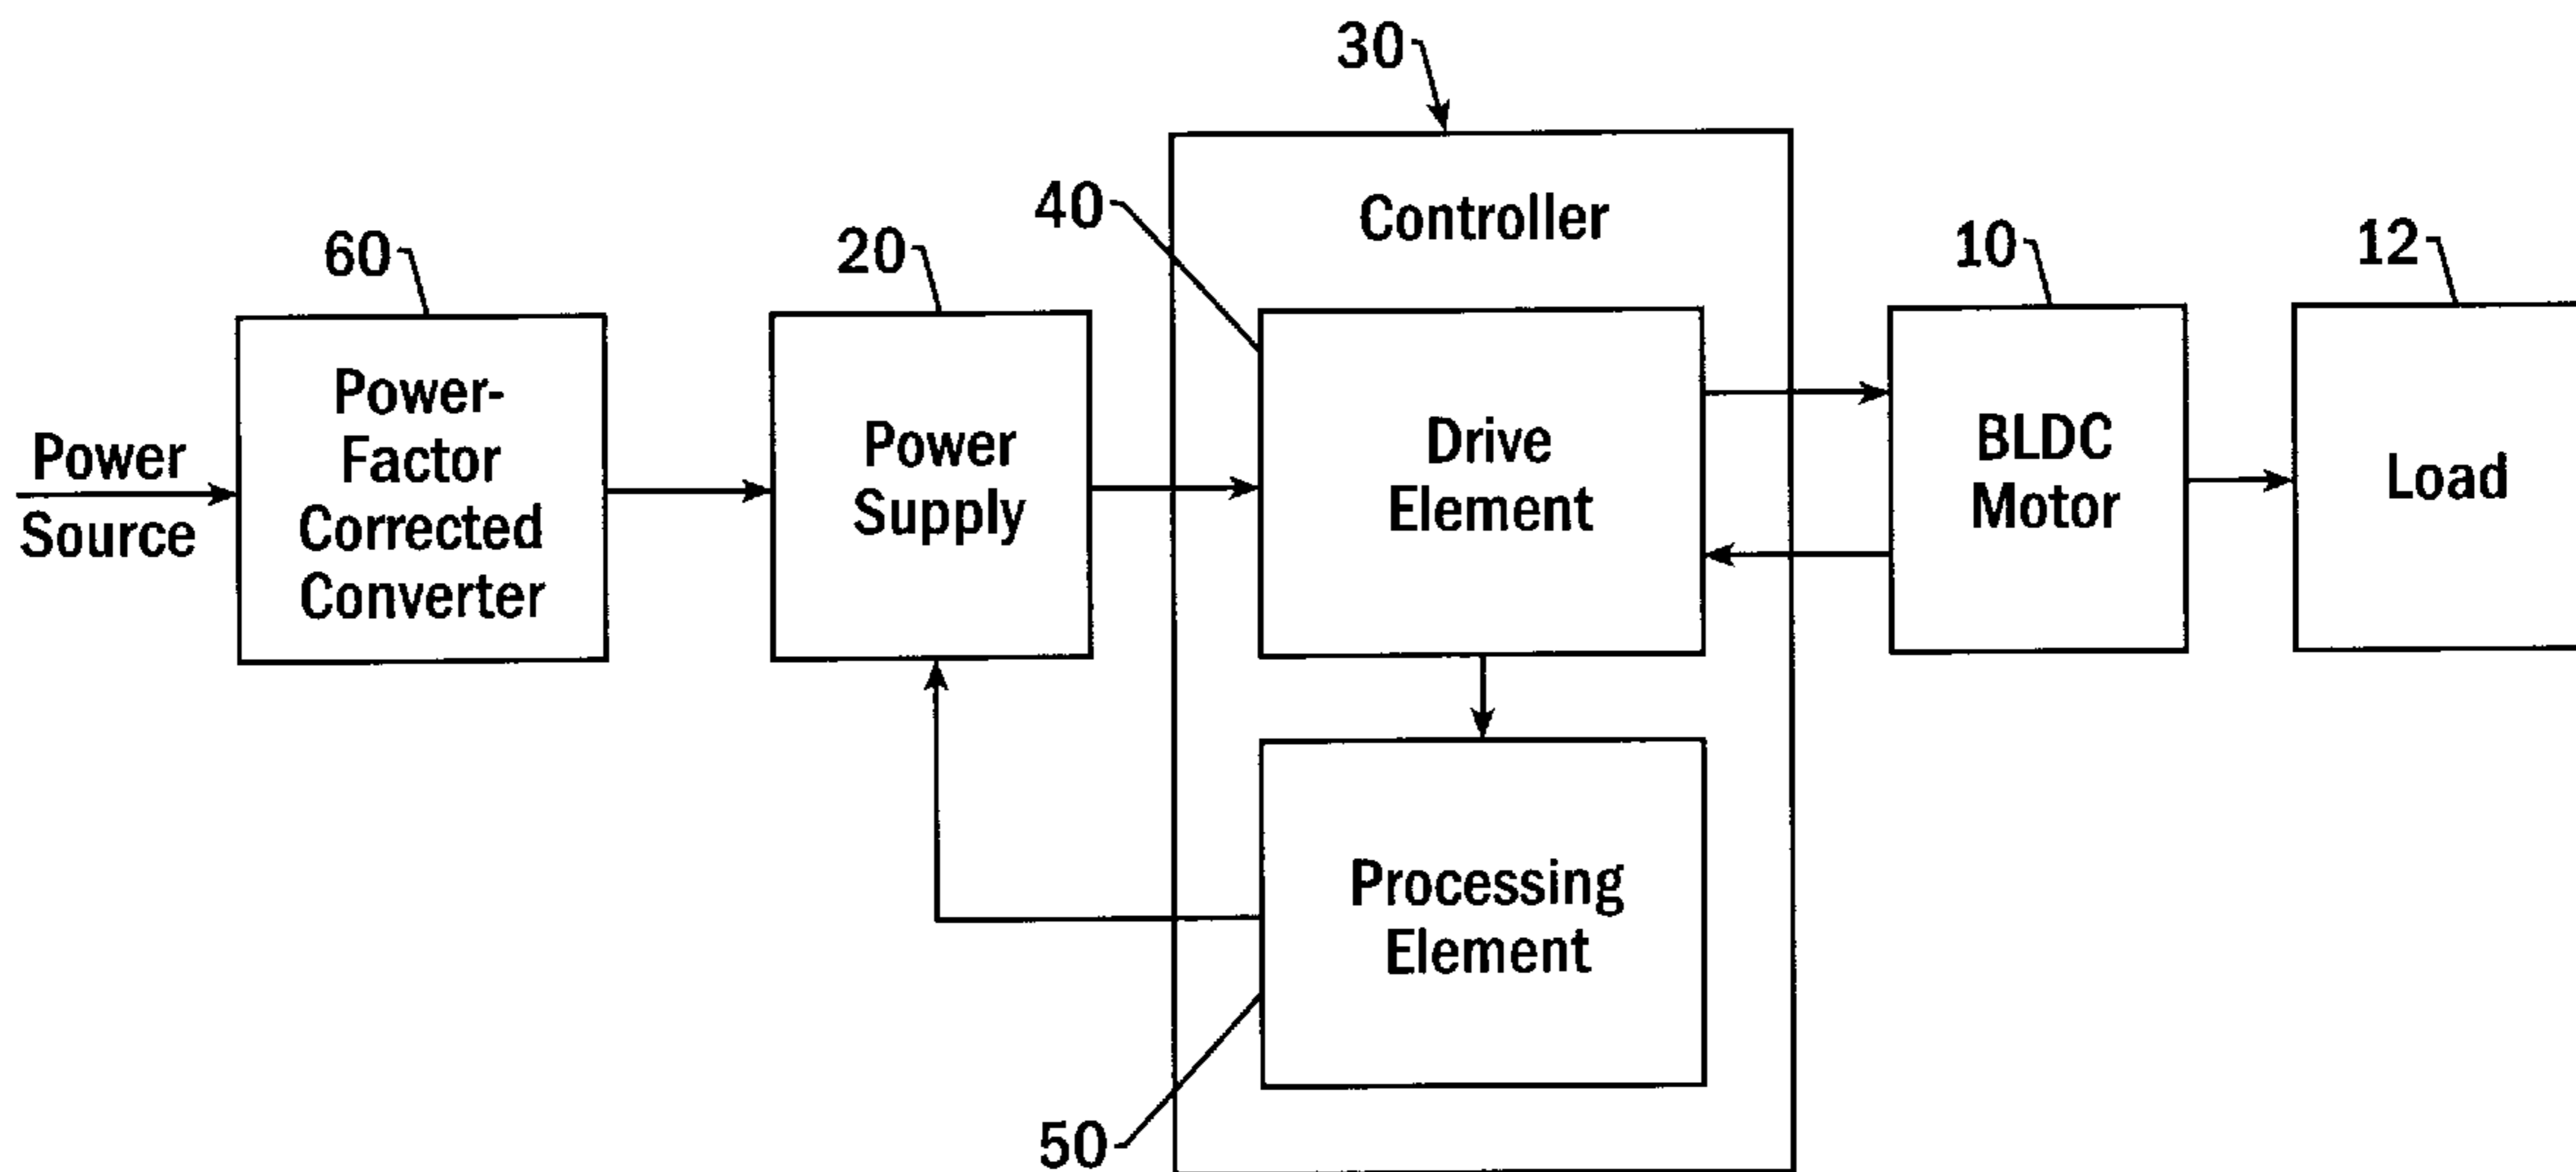 30
40
Controller
60
20
10
12
Power-
Factor
Corrected
Converter
Power
Source
Power
Supply
Drive
Element
BLDC
Motor
Load
Processing
Element
50